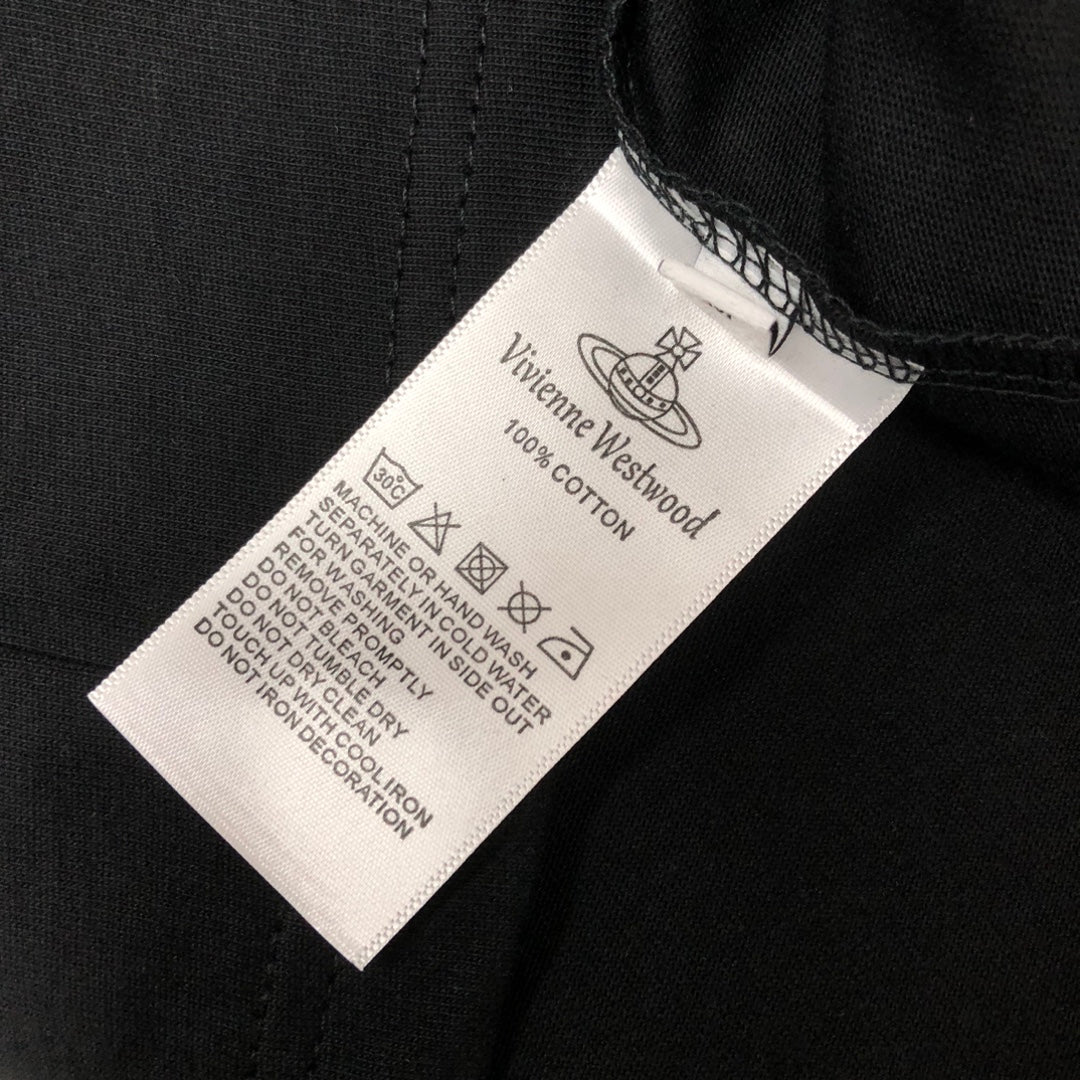 Vivienne Westwood
100% COTTON
30°C
MACHINE OR HAND WASH
SEPARATELY IN COLD WATER
TURN GARMENT IN SIDE OUT
FOR WASHING
REMOVE PROMPTLY
DO NOT BLEACH
DO NOT TUMBLE DRY
DO NOT DRY CLEAN
TOUCH UP WITH COOL IRON
DO NOT IRON DECORATION